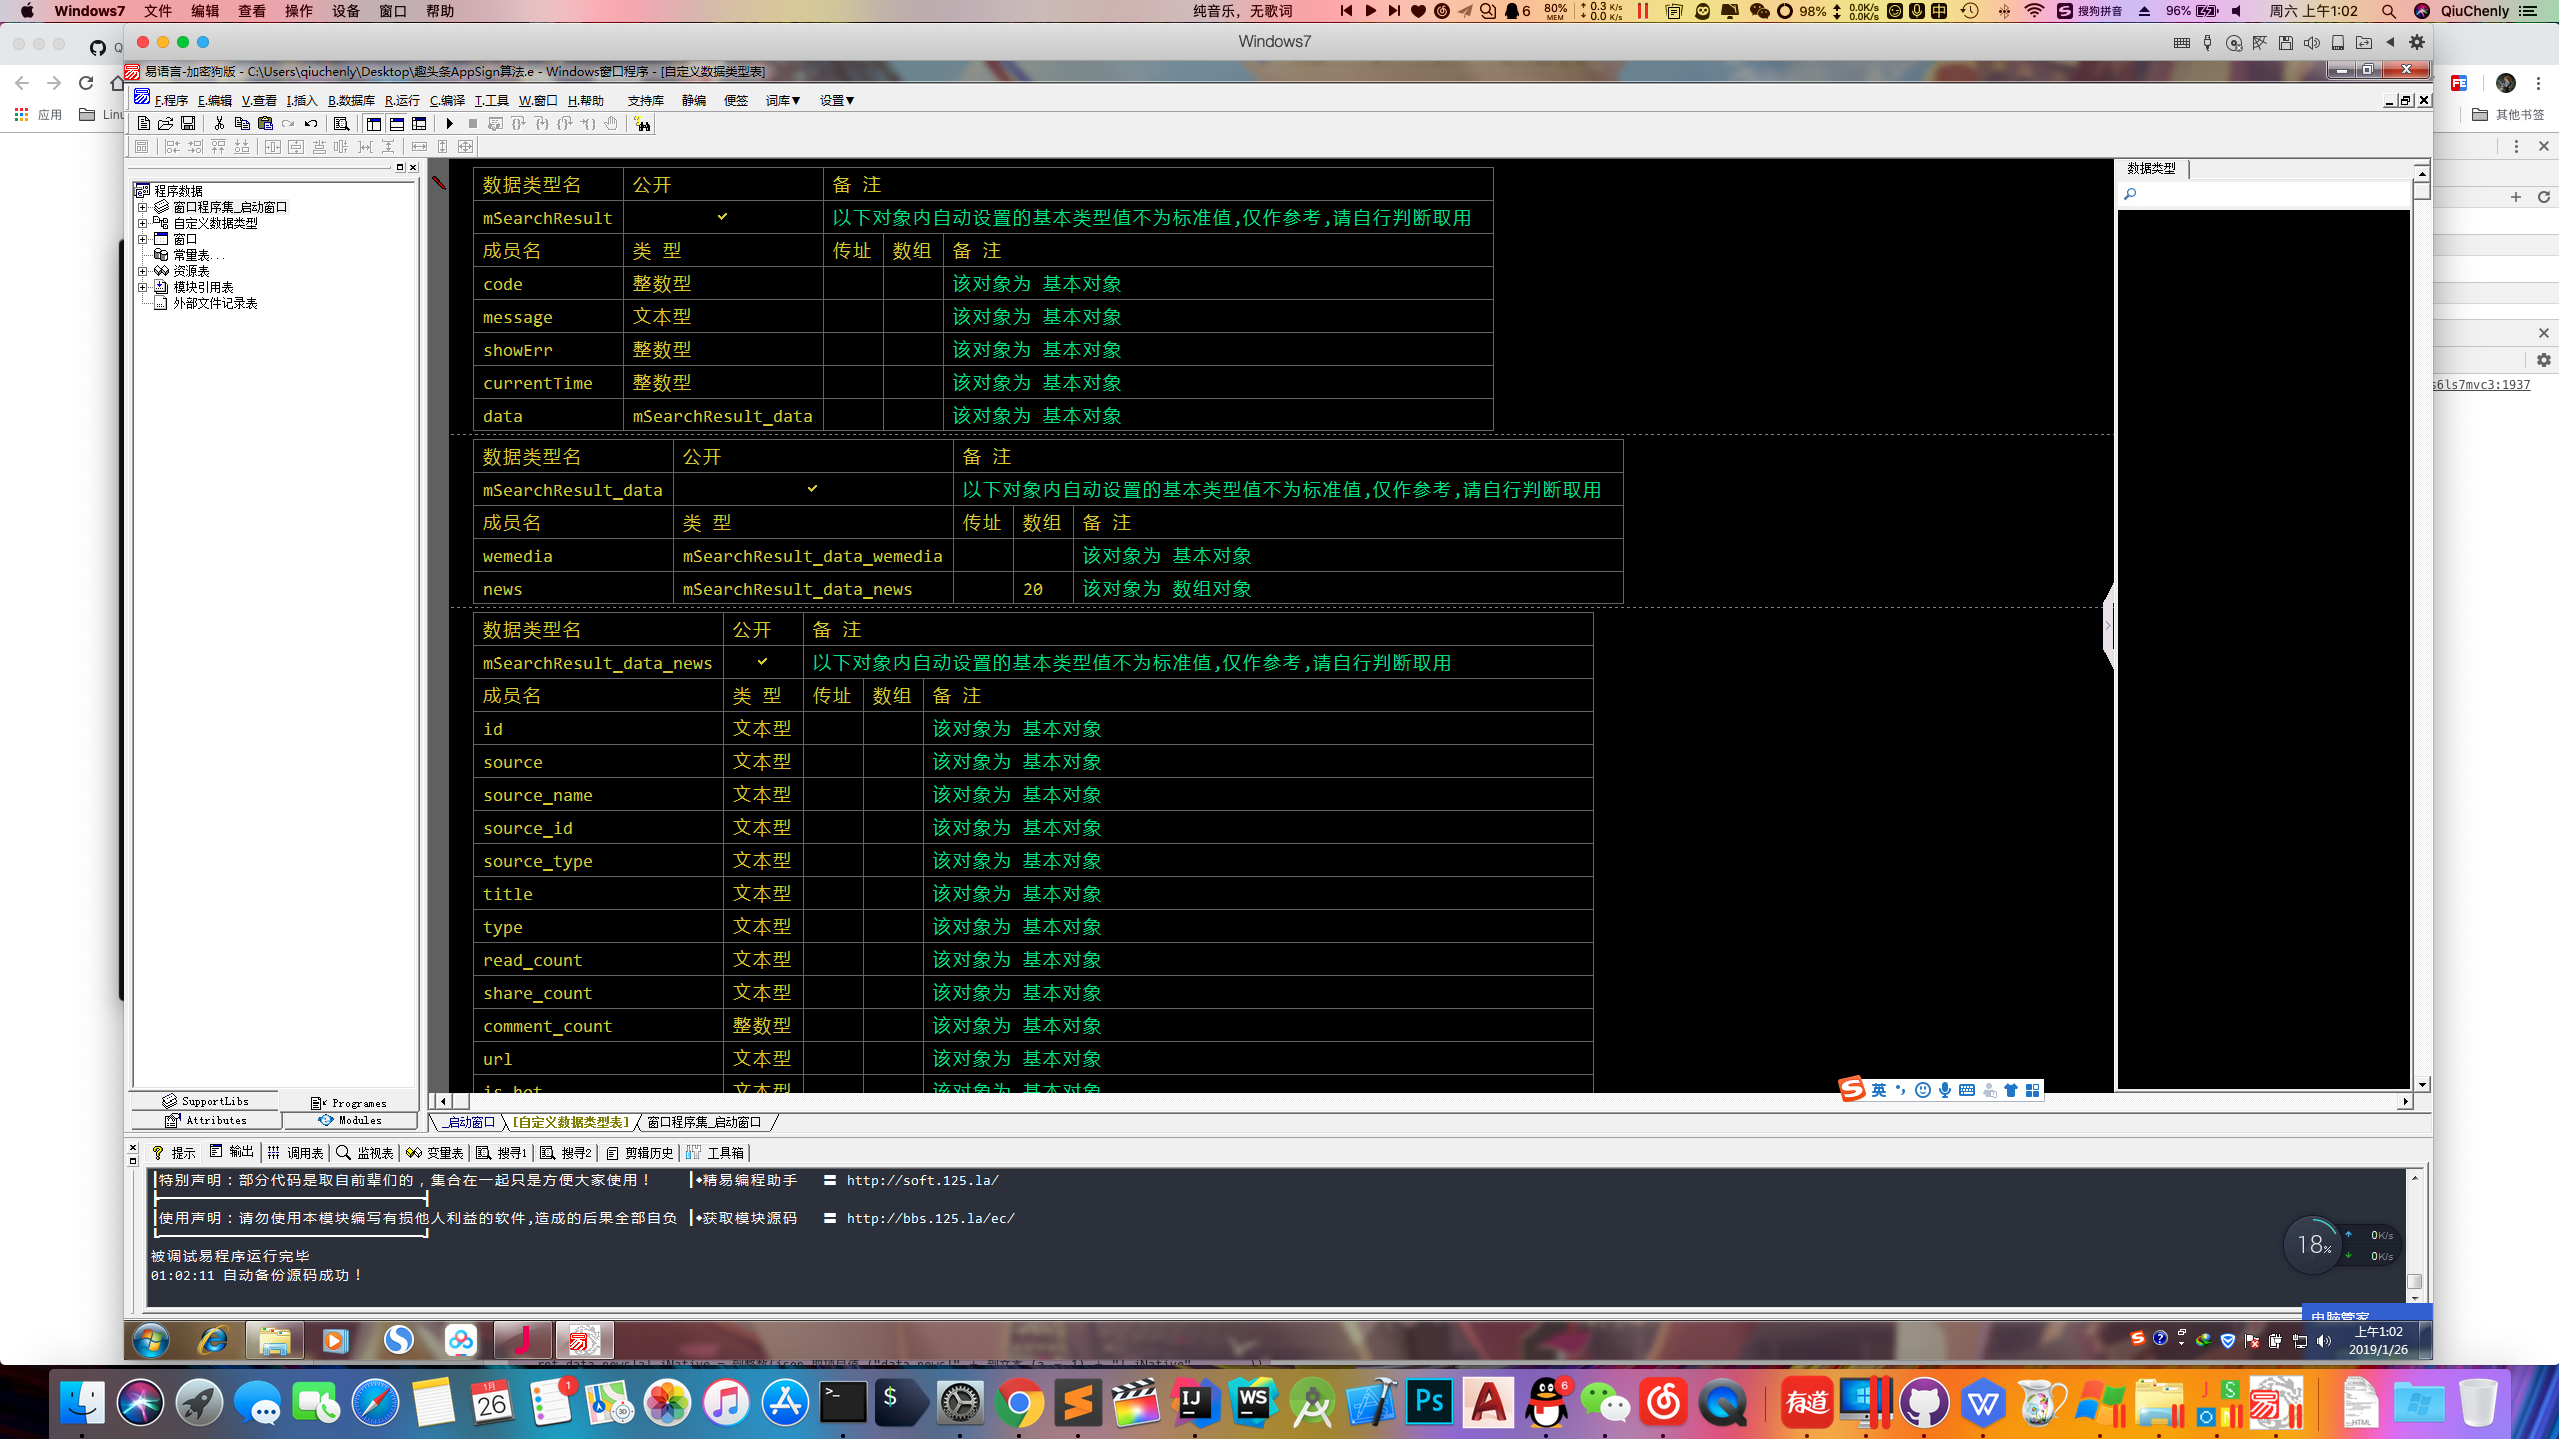 Windows7 文件 编辑 查看 操作 设备 窗口 帮助 纯音乐，无歌词 6 80% MEM 0.3 K/s 0.0 K/s 98% 0.0K/s 0.0K/s 搜狗拼音 96% 周六 上午1:02 QiuChenly
Windows7
易语言-加密狗版 - C:\Users\qiuchenly\Desktop\趣头条AppSign算法.e - Windows窗口程序 - [自定义数据类型表]
F.程序 E.编辑 V.查看 I.插入 B.数据库 R.运行 C.编译 T.工具 W.窗口 H.帮助 支持库 静编 便签 词库▼ 设置▼
应用 Linu 其他书签
程序数据
窗口程序集_启动窗口
自定义数据类型
窗口
常量表...
资源表
模块引用表
外部文件记录表
SupportLibs Programes
Attributes Modules
数据类型名 公开 备 注
mSearchResult ✓ 以下对象内自动设置的基本类型值不为标准值,仅作参考,请自行判断取用
成员名 类 型 传址 数组 备 注
code 整数型 该对象为 基本对象
message 文本型 该对象为 基本对象
showErr 整数型 该对象为 基本对象
currentTime 整数型 该对象为 基本对象
data mSearchResult_data 该对象为 基本对象
数据类型名 公开 备 注
mSearchResult_data ✓ 以下对象内自动设置的基本类型值不为标准值,仅作参考,请自行判断取用
成员名 类 型 传址 数组 备 注
wemedia mSearchResult_data_wemedia 该对象为 基本对象
news mSearchResult_data_news 20 该对象为 数组对象
数据类型名 公开 备 注
mSearchResult_data_news ✓ 以下对象内自动设置的基本类型值不为标准值,仅作参考,请自行判断取用
成员名 类 型 传址 数组 备 注
id 文本型 该对象为 基本对象
source 文本型 该对象为 基本对象
source_name 文本型 该对象为 基本对象
source_id 文本型 该对象为 基本对象
source_type 文本型 该对象为 基本对象
title 文本型 该对象为 基本对象
type 文本型 该对象为 基本对象
read_count 文本型 该对象为 基本对象
share_count 文本型 该对象为 基本对象
comment_count 整数型 该对象为 基本对象
url 文本型 该对象为 基本对象
is_hot 文本型 该对象为 基本对象
数据类型
s6ls7mvc3:1937
英
_启动窗口 [自定义数据类型表] 窗口程序集_启动窗口
提示 输出 调用表 监视表 变量表 搜寻1 搜寻2 剪辑历史 工具箱
特别声明：部分代码是取自前辈们的，集合在一起只是方便大家使用！ ◆精易编程助手 = http://soft.125.la/
使用声明：请勿使用本模块编写有损他人利益的软件,造成的后果全部自负 ◆获取模块源码 = http://bbs.125.la/ec/
被调试易程序运行完毕
01:02:11 自动备份源码成功！
18% 0K/s
0K/s
电脑管家
上午1:02
2019/1/26
1月 26 1 IJ WS Ps 6 有道